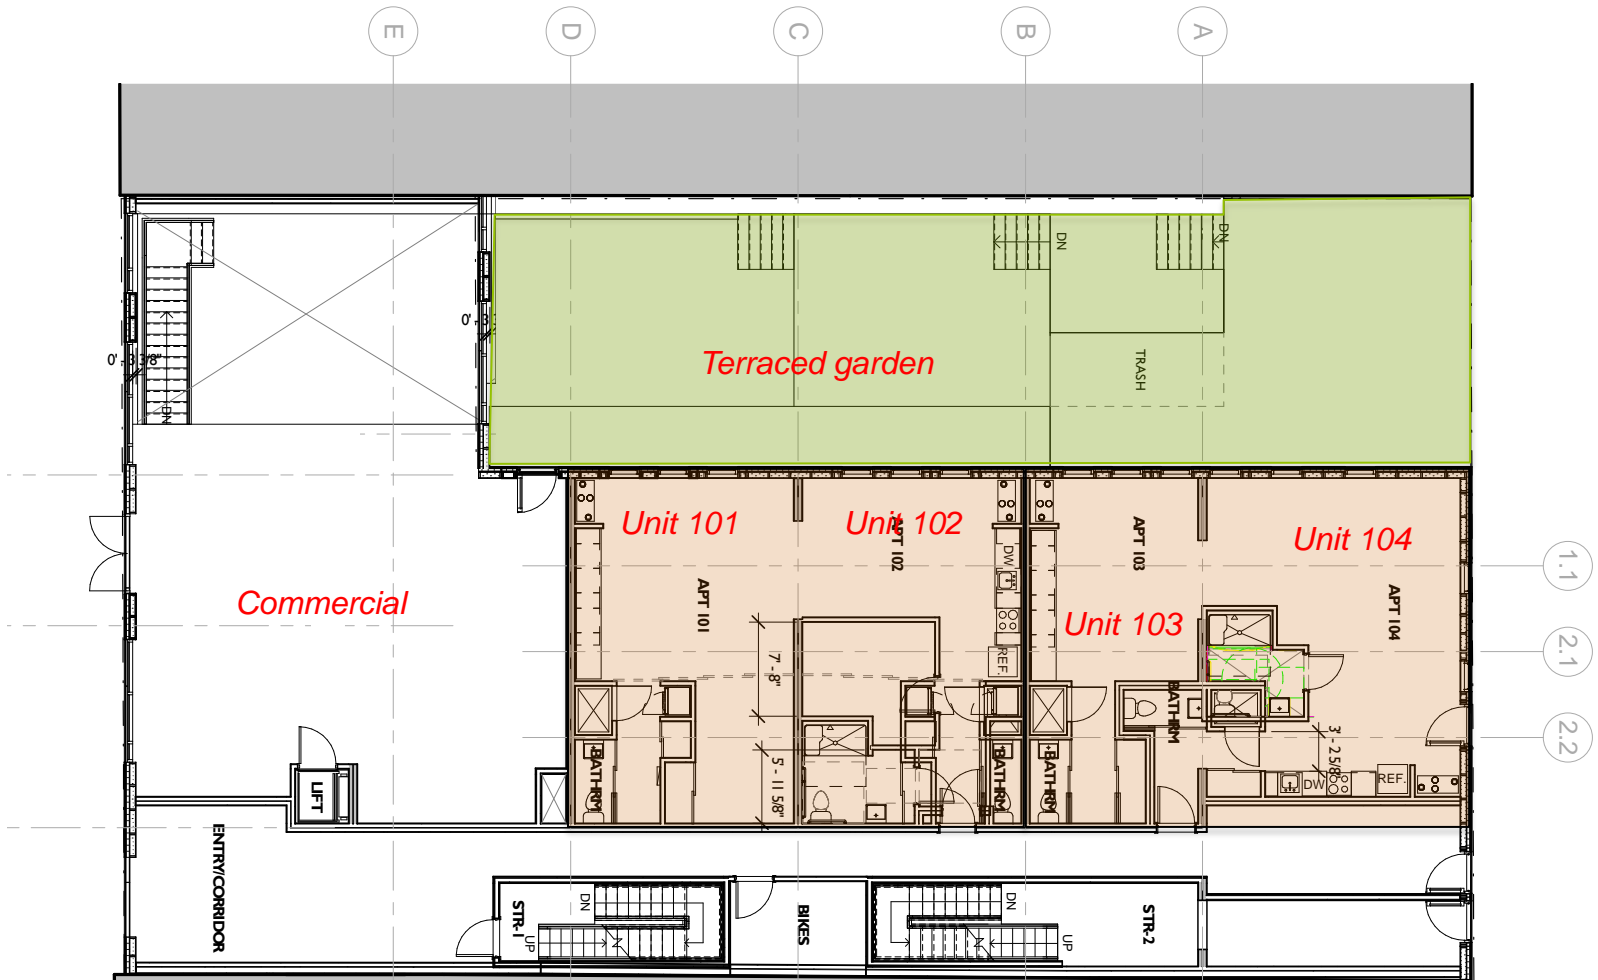 E
D
C
B
A
DN
DN
0' - 3
0' - 3 3/8"
DN
TRASH
Terraced garden
Unit 101
Unit 102
APT 102
APT 103
Unit 104
DW
1.1
APT 101
APT 104
Commercial
Unit 103
REF.
2.1
7' - 8"
BATHRM
2.2
3' - 2 5/8"
5' - 11 5/8"
BATHRM
BATHRM
BATHRM
DW
REF.
LIFT
ENTRY/CORRIDOR
STR-1
DN
UP
BIKES
DN
UP
STR-2